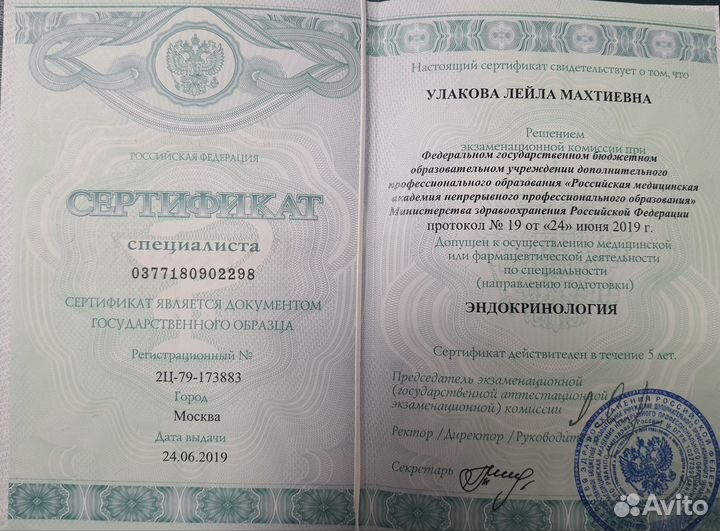 РОССИЙСКАЯ ФЕДЕРАЦИЯ
СЕРТИФИКАТ
специалиста
0377180902298
СЕРТИФИКАТ ЯВЛЯЕТСЯ ДОКУМЕНТОМ
ГОСУДАРСТВЕННОГО ОБРАЗЦА
Регистрационный №
2Ц-79-173883
Город
Москва
Дата выдачи
24.06.2019
Настоящий сертификат свидетельствует о том, что
УЛАКОВА ЛЕЙЛА МАХТИЕВНА
Решением
экзаменационной комиссии при
Федеральном государственном бюджетном
образовательном учреждении дополнительного
профессионального образования «Российская медицинская
академия непрерывного профессионального образования»
Министерства здравоохранения Российской Федерации
протокол № 19 от «24» июня 2019 г.
Допущен к осуществлению медицинской
или фармацевтической деятельности
по специальности
(направлению подготовки)
ЭНДОКРИНОЛОГИЯ
Сертификат действителен в течение 5 лет.
Председатель экзаменационной
(государственной аттестационной
экзаменационной) комиссии
Ректор /Директор /Руководит
Секретарь
Avito